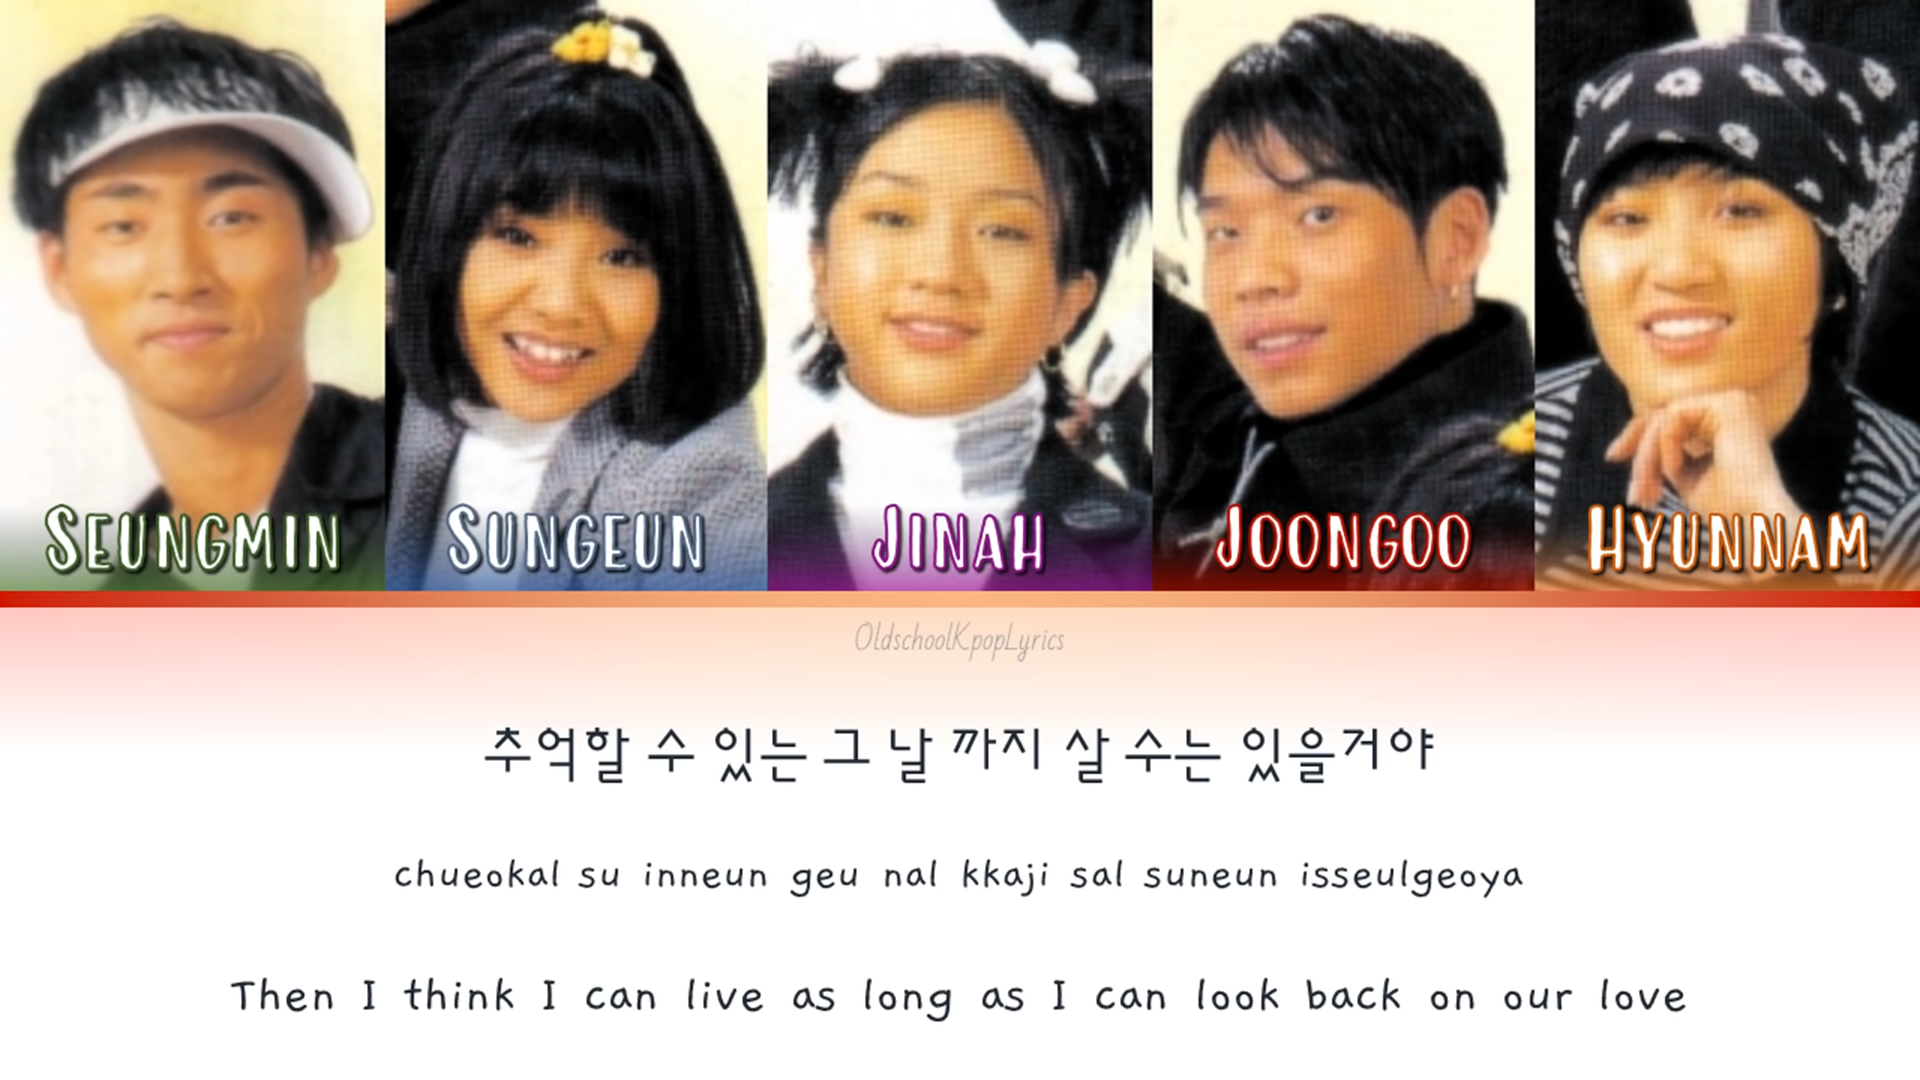 SEUNGMIN SUNGEUN JINAH JOONGOO HYUNNAM
OldschoolKpopLyrics
추억할 수 있는 그 날 까지 살 수는 있을거야
chueokal su inneun geu nal kkaji sal suneun isseulgeoya
Then I think I can live as long as I can look back on our love